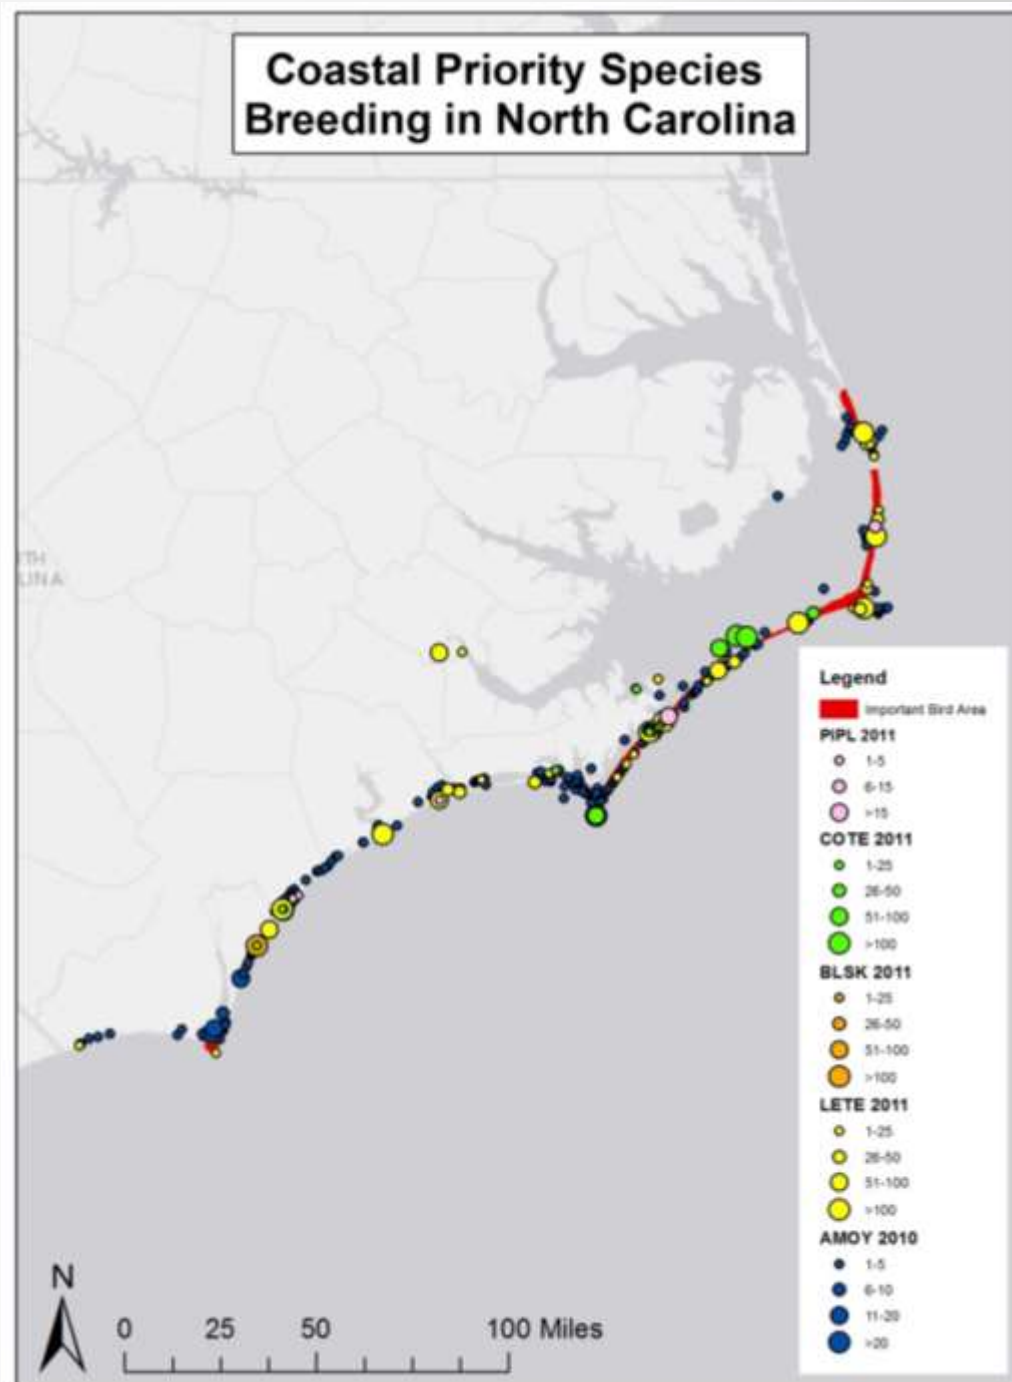 Coastal Priority Species
Breeding in North Carolina
TH
LINA
Legend
Important Bird Area
PIPL 2011
1-5
6-15
>15
COTE 2011
1-25
26-50
51-100
>100
BLSK 2011
1-25
26-50
51-100
>100
LETE 2011
1-25
26-50
51-100
>100
AMOY 2010
1-5
6-10
11-20
>20
N
0 25 50 100 Miles